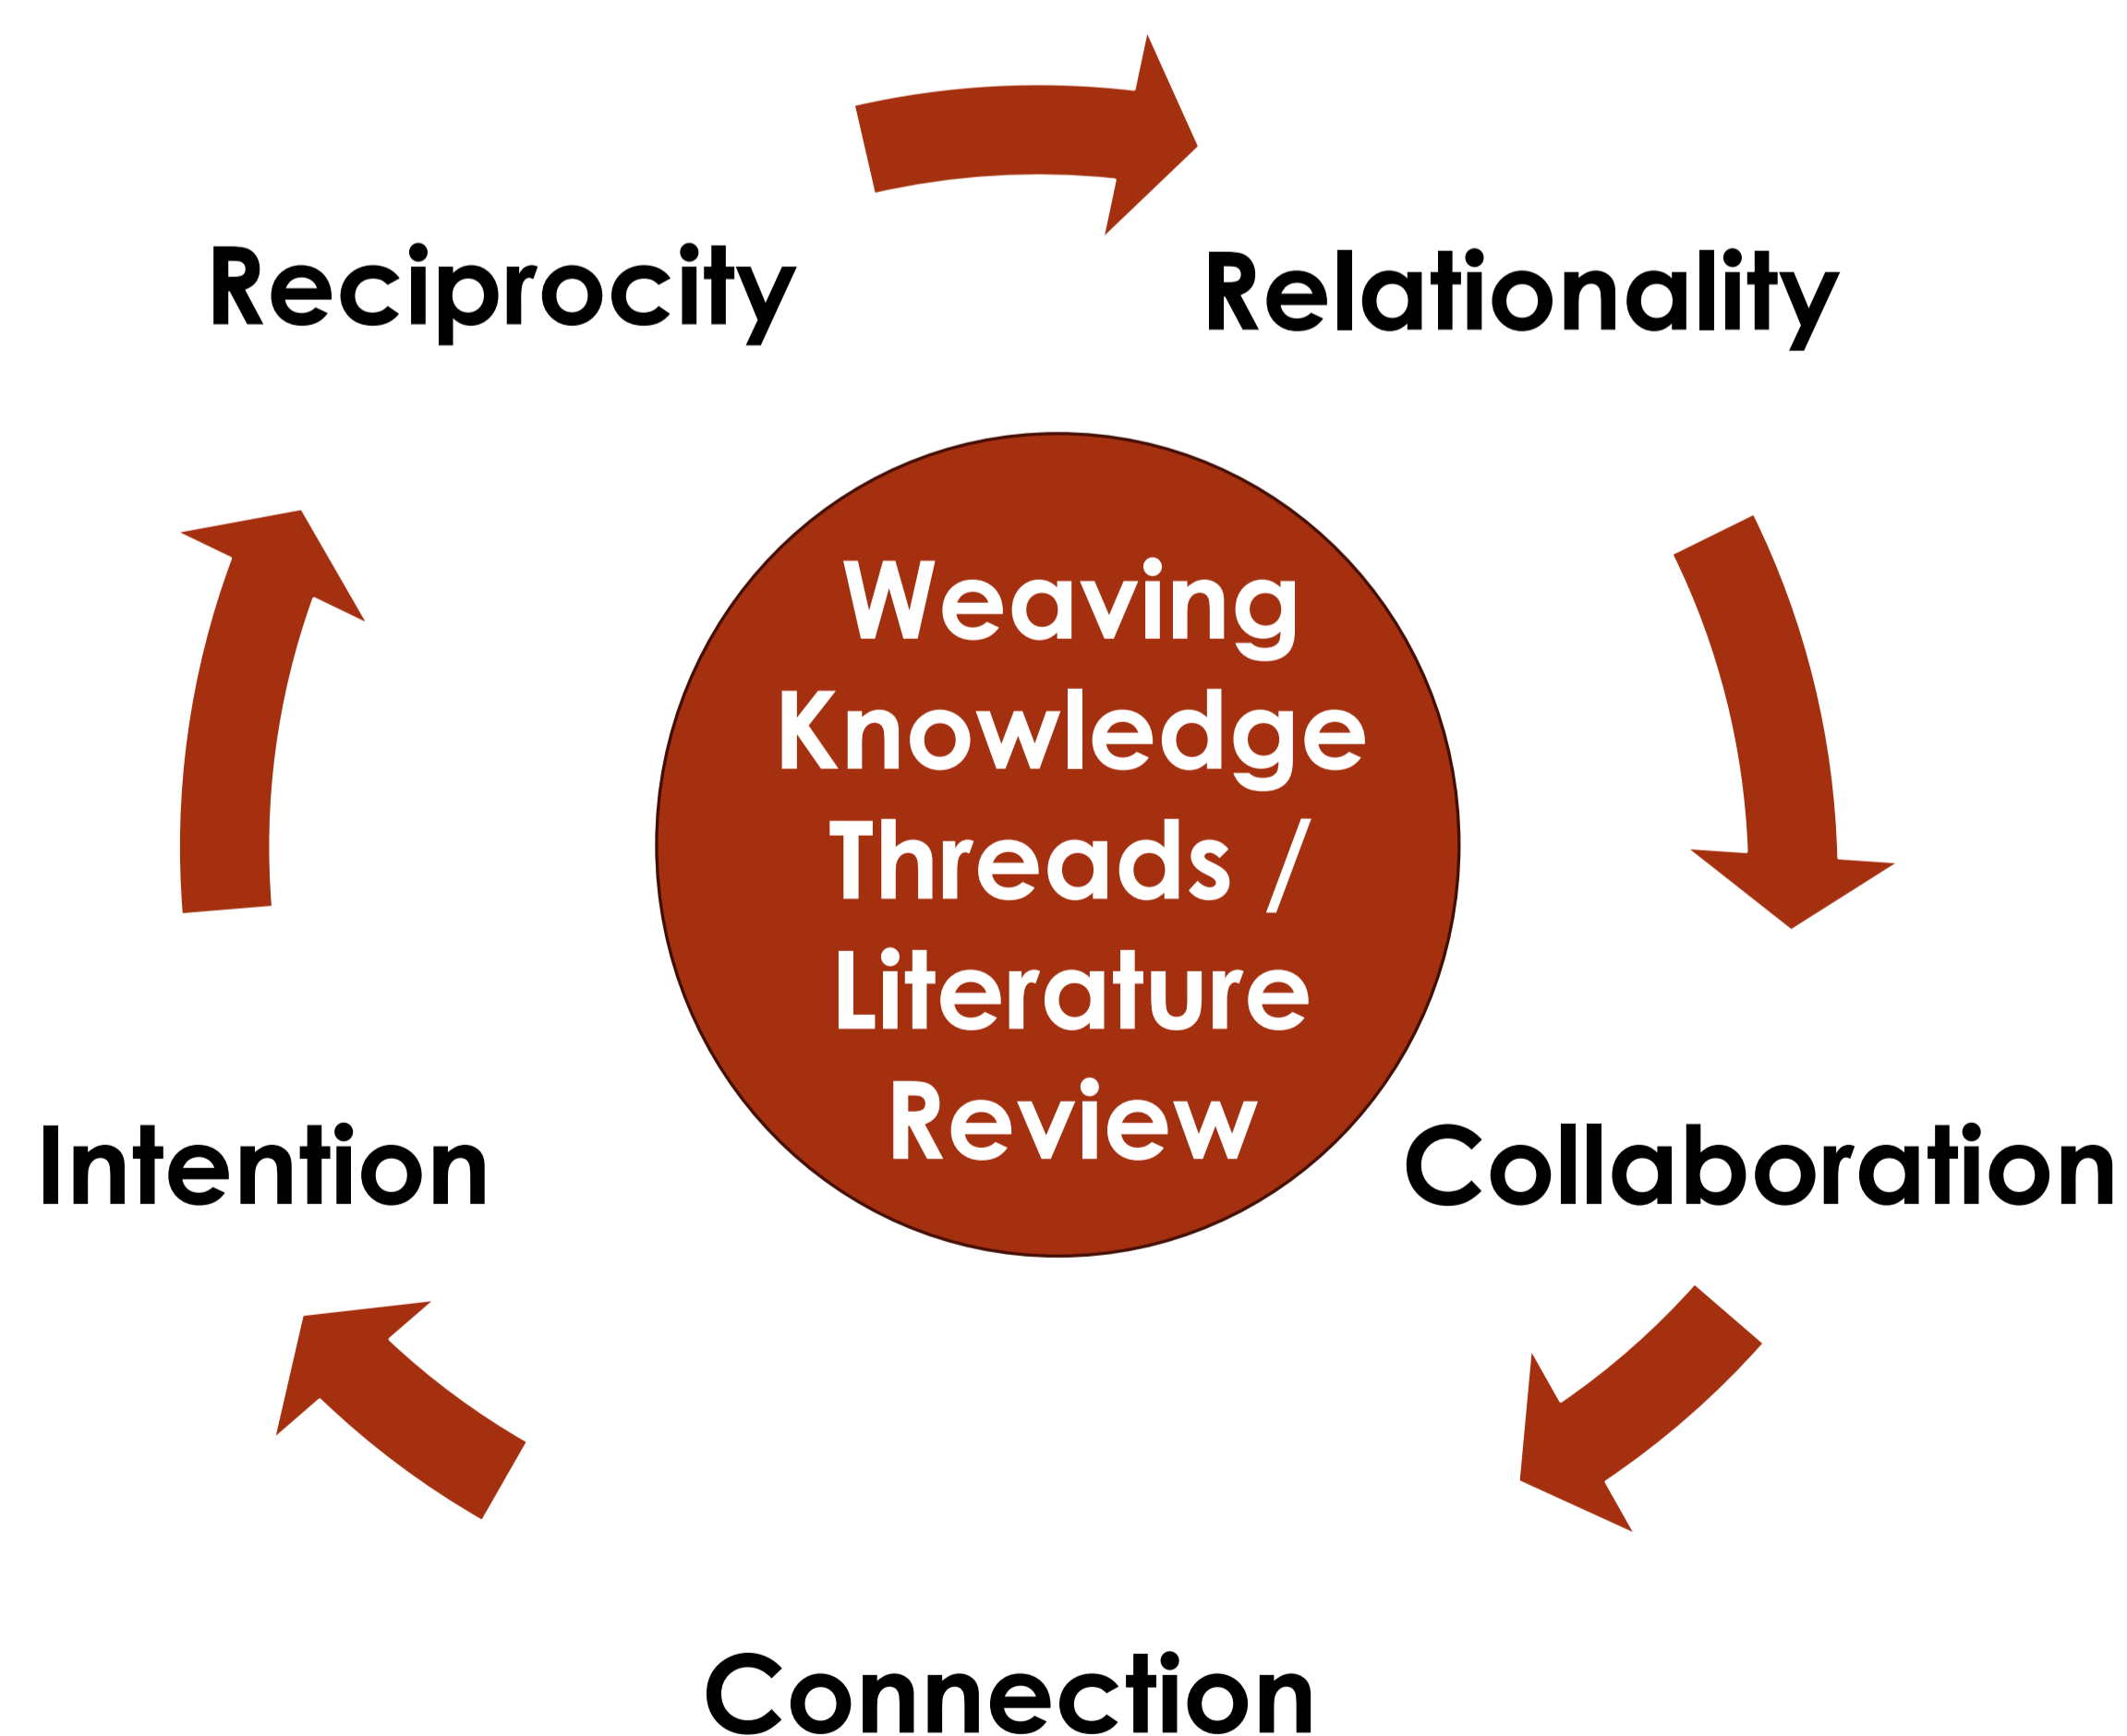 Reciprocity
Relationality
Weaving
Knowledge
Threads /
Literature
Review
Intention
Collaboration
Connection